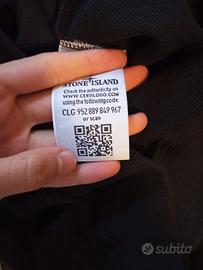 STONE ISLAND
Check the authenticity on
WWW.CERTILOGO.COM
using the following code:
CLG 952 889 849 967
or scan
subito